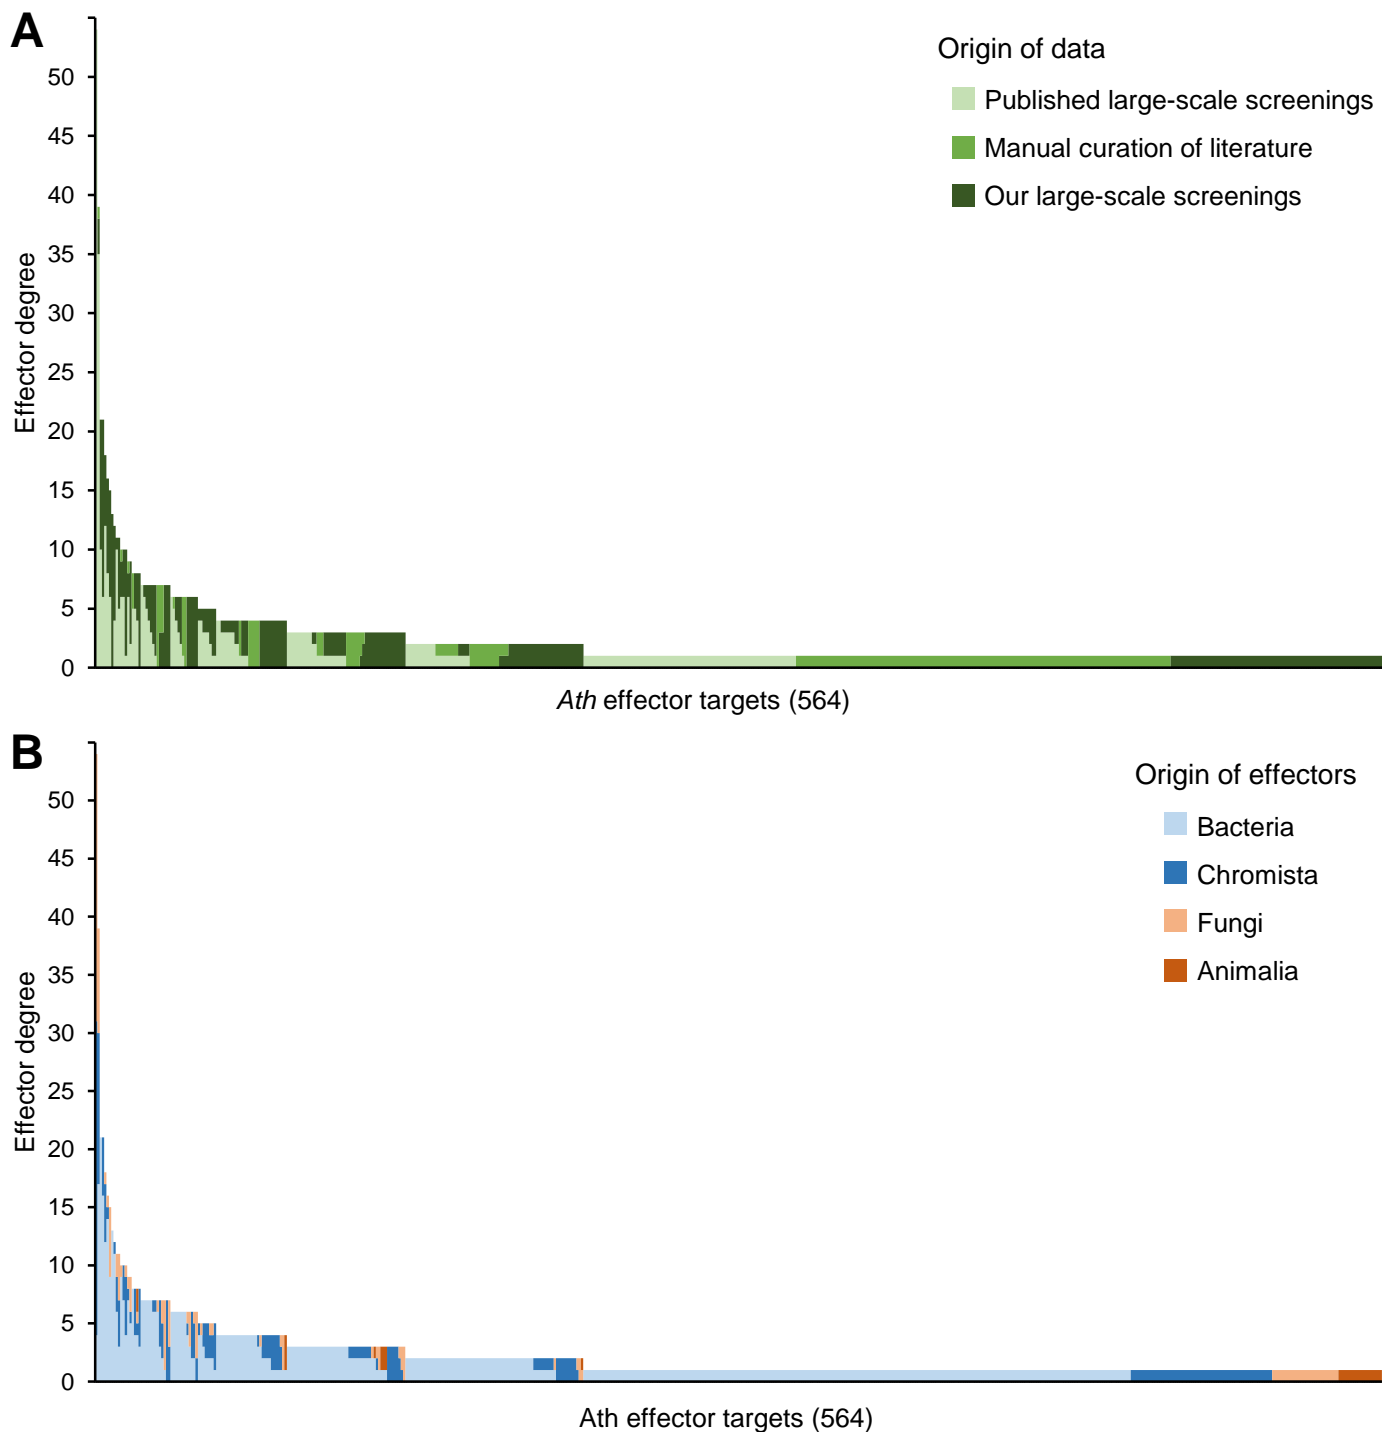 A
Origin of data
Published large-scale screenings
Manual curation of literature
Our large-scale screenings
Effector degree
50
45
40
35
30
25
20
15
10
5
0
Ath effector targets (564)
B
Origin of effectors
Bacteria
Chromista
Fungi
Animalia
Effector degree
50
45
40
35
30
25
20
15
10
5
0
Ath effector targets (564)